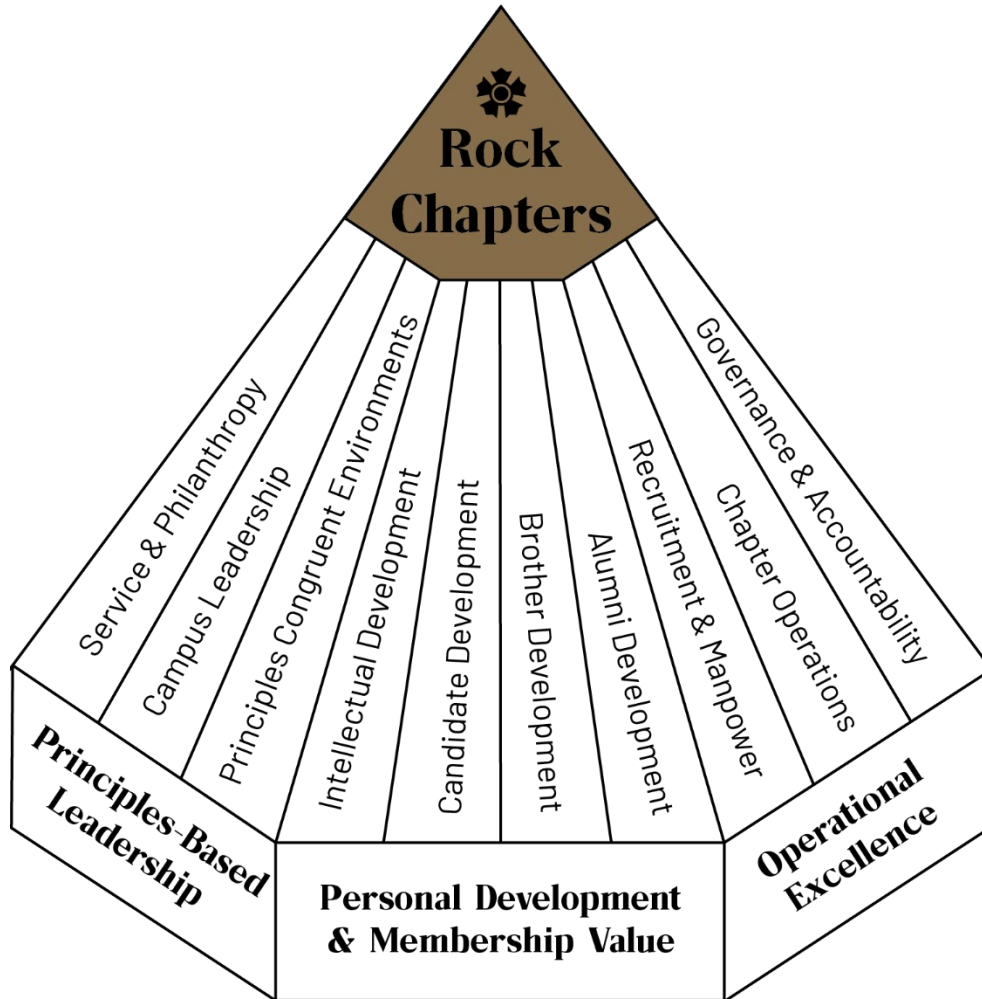 Rock
Chapters
Service & Philanthropy
Campus Leadership
Principles Congruent Environments
Intellectual Development
Candidate Development
Brother Development
Alumni Development
Recruitment & Manpower
Chapter Operations
Governance & Accountability
Principles-Based
Leadership
Personal Development
& Membership Value
Operational
Excellence